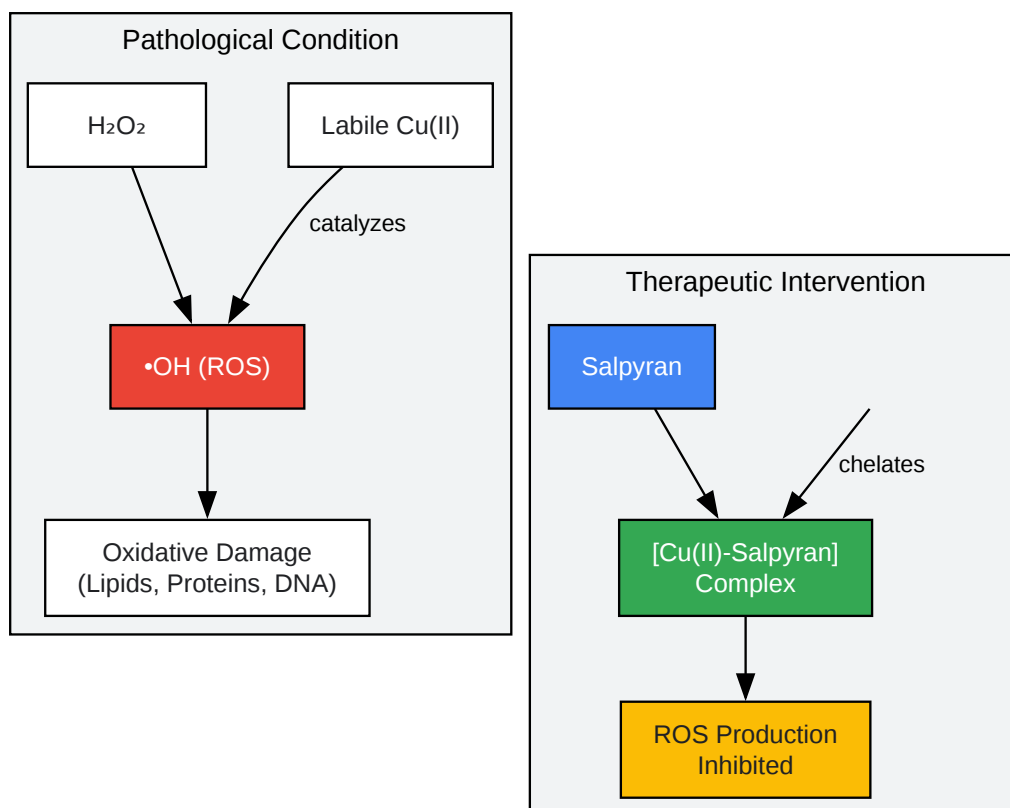 Pathological Condition
H₂O₂
Labile Cu(II)
catalyzes
•OH (ROS)
Oxidative Damage
(Lipids, Proteins, DNA)
Therapeutic Intervention
Salpyran
chelates
[Cu(II)-Salpyran]
Complex
ROS Production
Inhibited